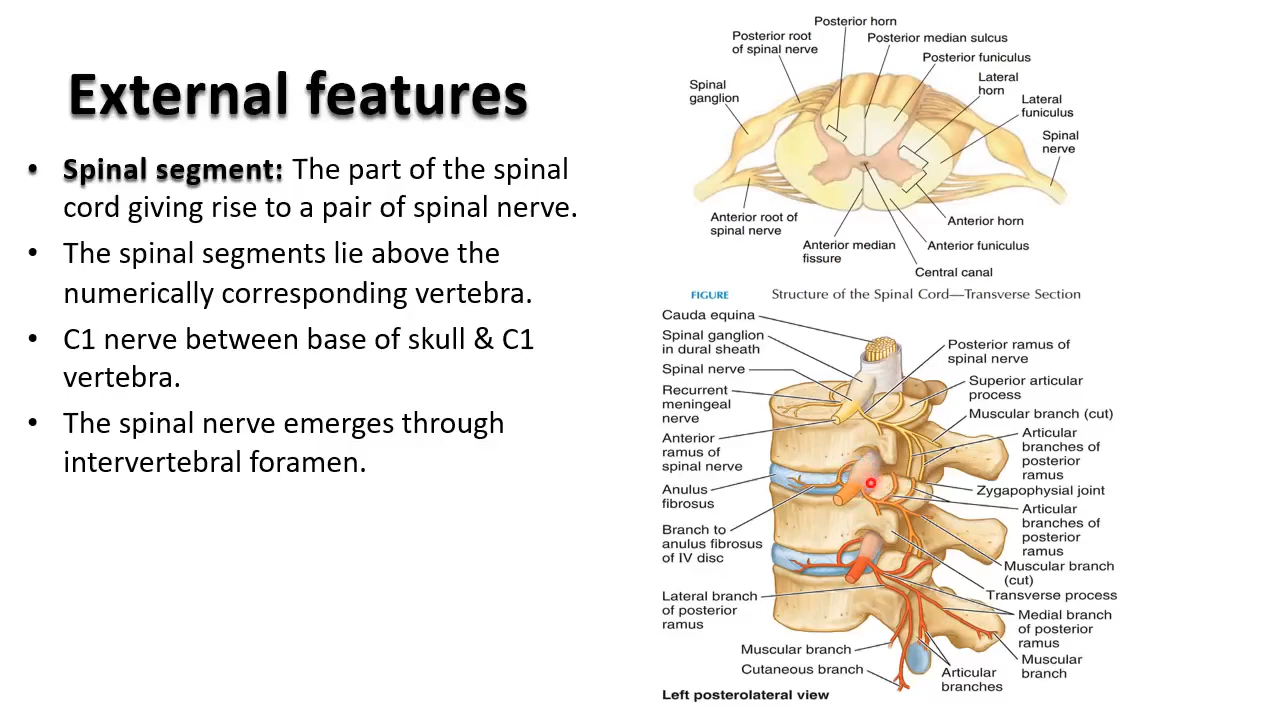 External features
• Spinal segment: The part of the spinal
cord giving rise to a pair of spinal nerve.
• The spinal segments lie above the
numerically corresponding vertebra.
• C1 nerve between base of skull & C1
vertebra.
• The spinal nerve emerges through
intervertebral foramen.
Posterior horn
Posterior root
of spinal nerve
Posterior median sulcus
Posterior funiculus
Spinal
ganglion
Lateral
horn
Lateral
funiculus
Spinal
nerve
Anterior root of
spinal nerve
Anterior horn
Anterior median
fissure
Anterior funiculus
Central canal
FIGURE Structure of the Spinal Cord—Transverse Section
Cauda equina
Spinal ganglion
in dural sheath
Spinal nerve
Recurrent
meningeal
nerve
Anterior
ramus of
spinal nerve
Anulus
fibrosus
Branch to
anulus fibrosus
of IV disc
Lateral branch
of posterior
ramus
Muscular branch
Cutaneous branch
Posterior ramus of
spinal nerve
Superior articular
process
Muscular branch (cut)
Articular
branches of
posterior
ramus
Zygapophysial joint
Articular
branches of
posterior
ramus
Muscular branch
(cut)
Transverse process
Medial branch
of posterior
ramus
Muscular
branch
Articular
branches
Left posterolateral view